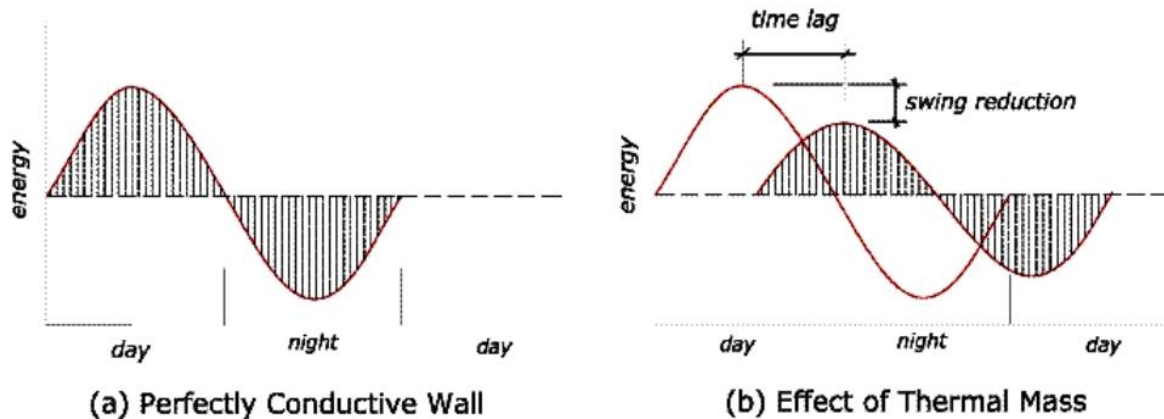 energy
day
night
day
(a) Perfectly Conductive Wall
time lag
swing reduction
energy
day
night
day
(b) Effect of Thermal Mass